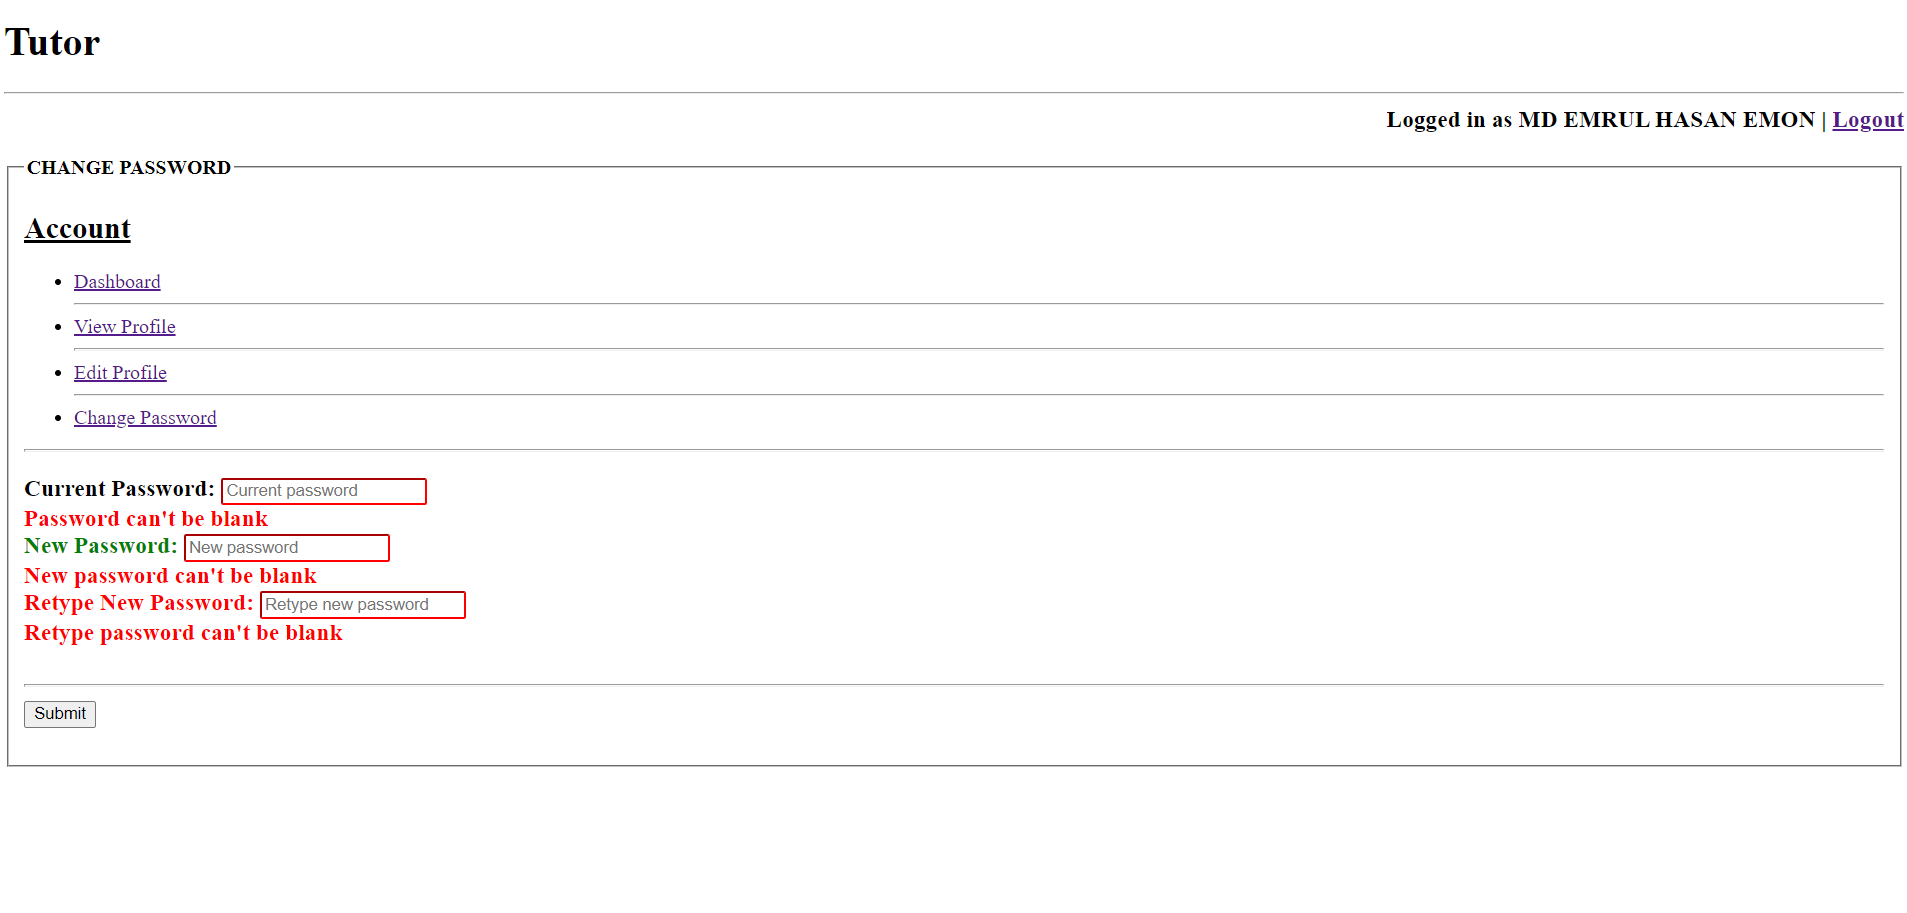 Tutor
Logged in as MD EMRUL HASAN EMON | Logout
CHANGE PASSWORD
Account
Dashboard
View Profile
Edit Profile
Change Password
Current Password: Current password
Password can't be blank
New Password: New password
New password can't be blank
Retype New Password: Retype new password
Retype password can't be blank
Submit